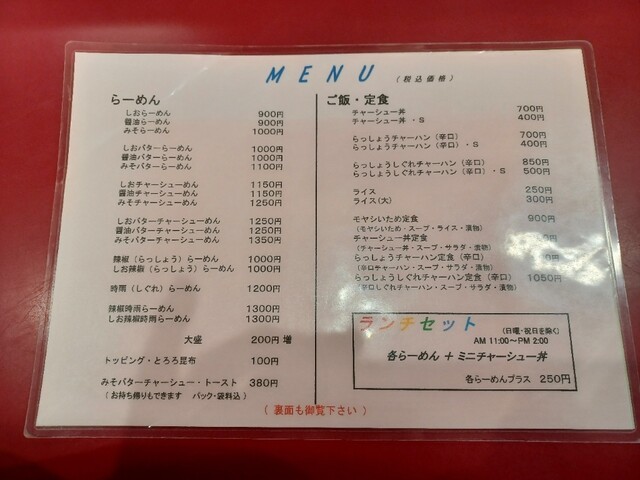 MENU (税込価格)
らーめん
しおらーめん 900円
醤油らーめん 900円
みそらーめん 1000円
しおバターらーめん 1000円
醤油バターらーめん 1000円
みそバターらーめん 1100円
しおチャーシューめん 1150円
醤油チャーシューめん 1150円
みそチャーシューめん 1250円
しおバターチャーシューめん 1250円
醤油バターチャーシューめん 1250円
みそバターチャーシューめん 1350円
辣椒（らっしょう）らーめん 1000円
しお辣椒（らっしょう）らーめん 1000円
時雨（しぐれ）らーめん 1200円
辣椒時雨らーめん 1300円
しお辣椒時雨らーめん 1300円
大盛 200円 増
トッピング・とろろ昆布 100円
みそバターチャーシュー・トースト 380円
（お持ち帰りもできます パック・袋料込）
ご飯・定食
チャーシュー丼 700円
チャーシュー丼・S 400円
らっしょうチャーハン（辛口） 700円
らっしょうチャーハン（辛口）・S 400円
らっしょうしぐれチャーハン（辛口） 850円
らっしょうしぐれチャーハン（辛口）・S 500円
ライス 250円
ライス(大) 300円
モヤシいため定食 900円
(モヤシいため・スープ・ライス・漬物)
チャーシュー丼定食 0円
(チャーシュー丼・スープ・サラダ・漬物)
らっしょうチャーハン定食（辛口） 0円
(辛口チャーハン・スープ・サラダ・漬物)
らっしょうしぐれチャーハン定食（辛口） 1050円
(辛口しぐれチャーハン・スープ・サラダ・漬物)
ランチセット (日曜・祝日を除く)
AM 11:00～PM 2:00
各らーめん ＋ ミニチャーシュー丼
各らーめんプラス 250円
（裏面も御覧下さい）